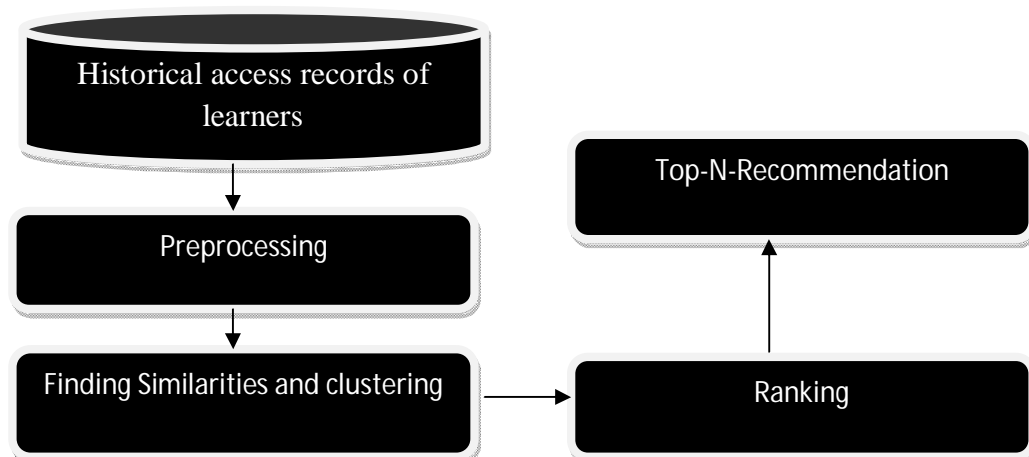 Historical access records of
learners
Preprocessing
Finding Similarities and clustering
Ranking
Top-N-Recommendation